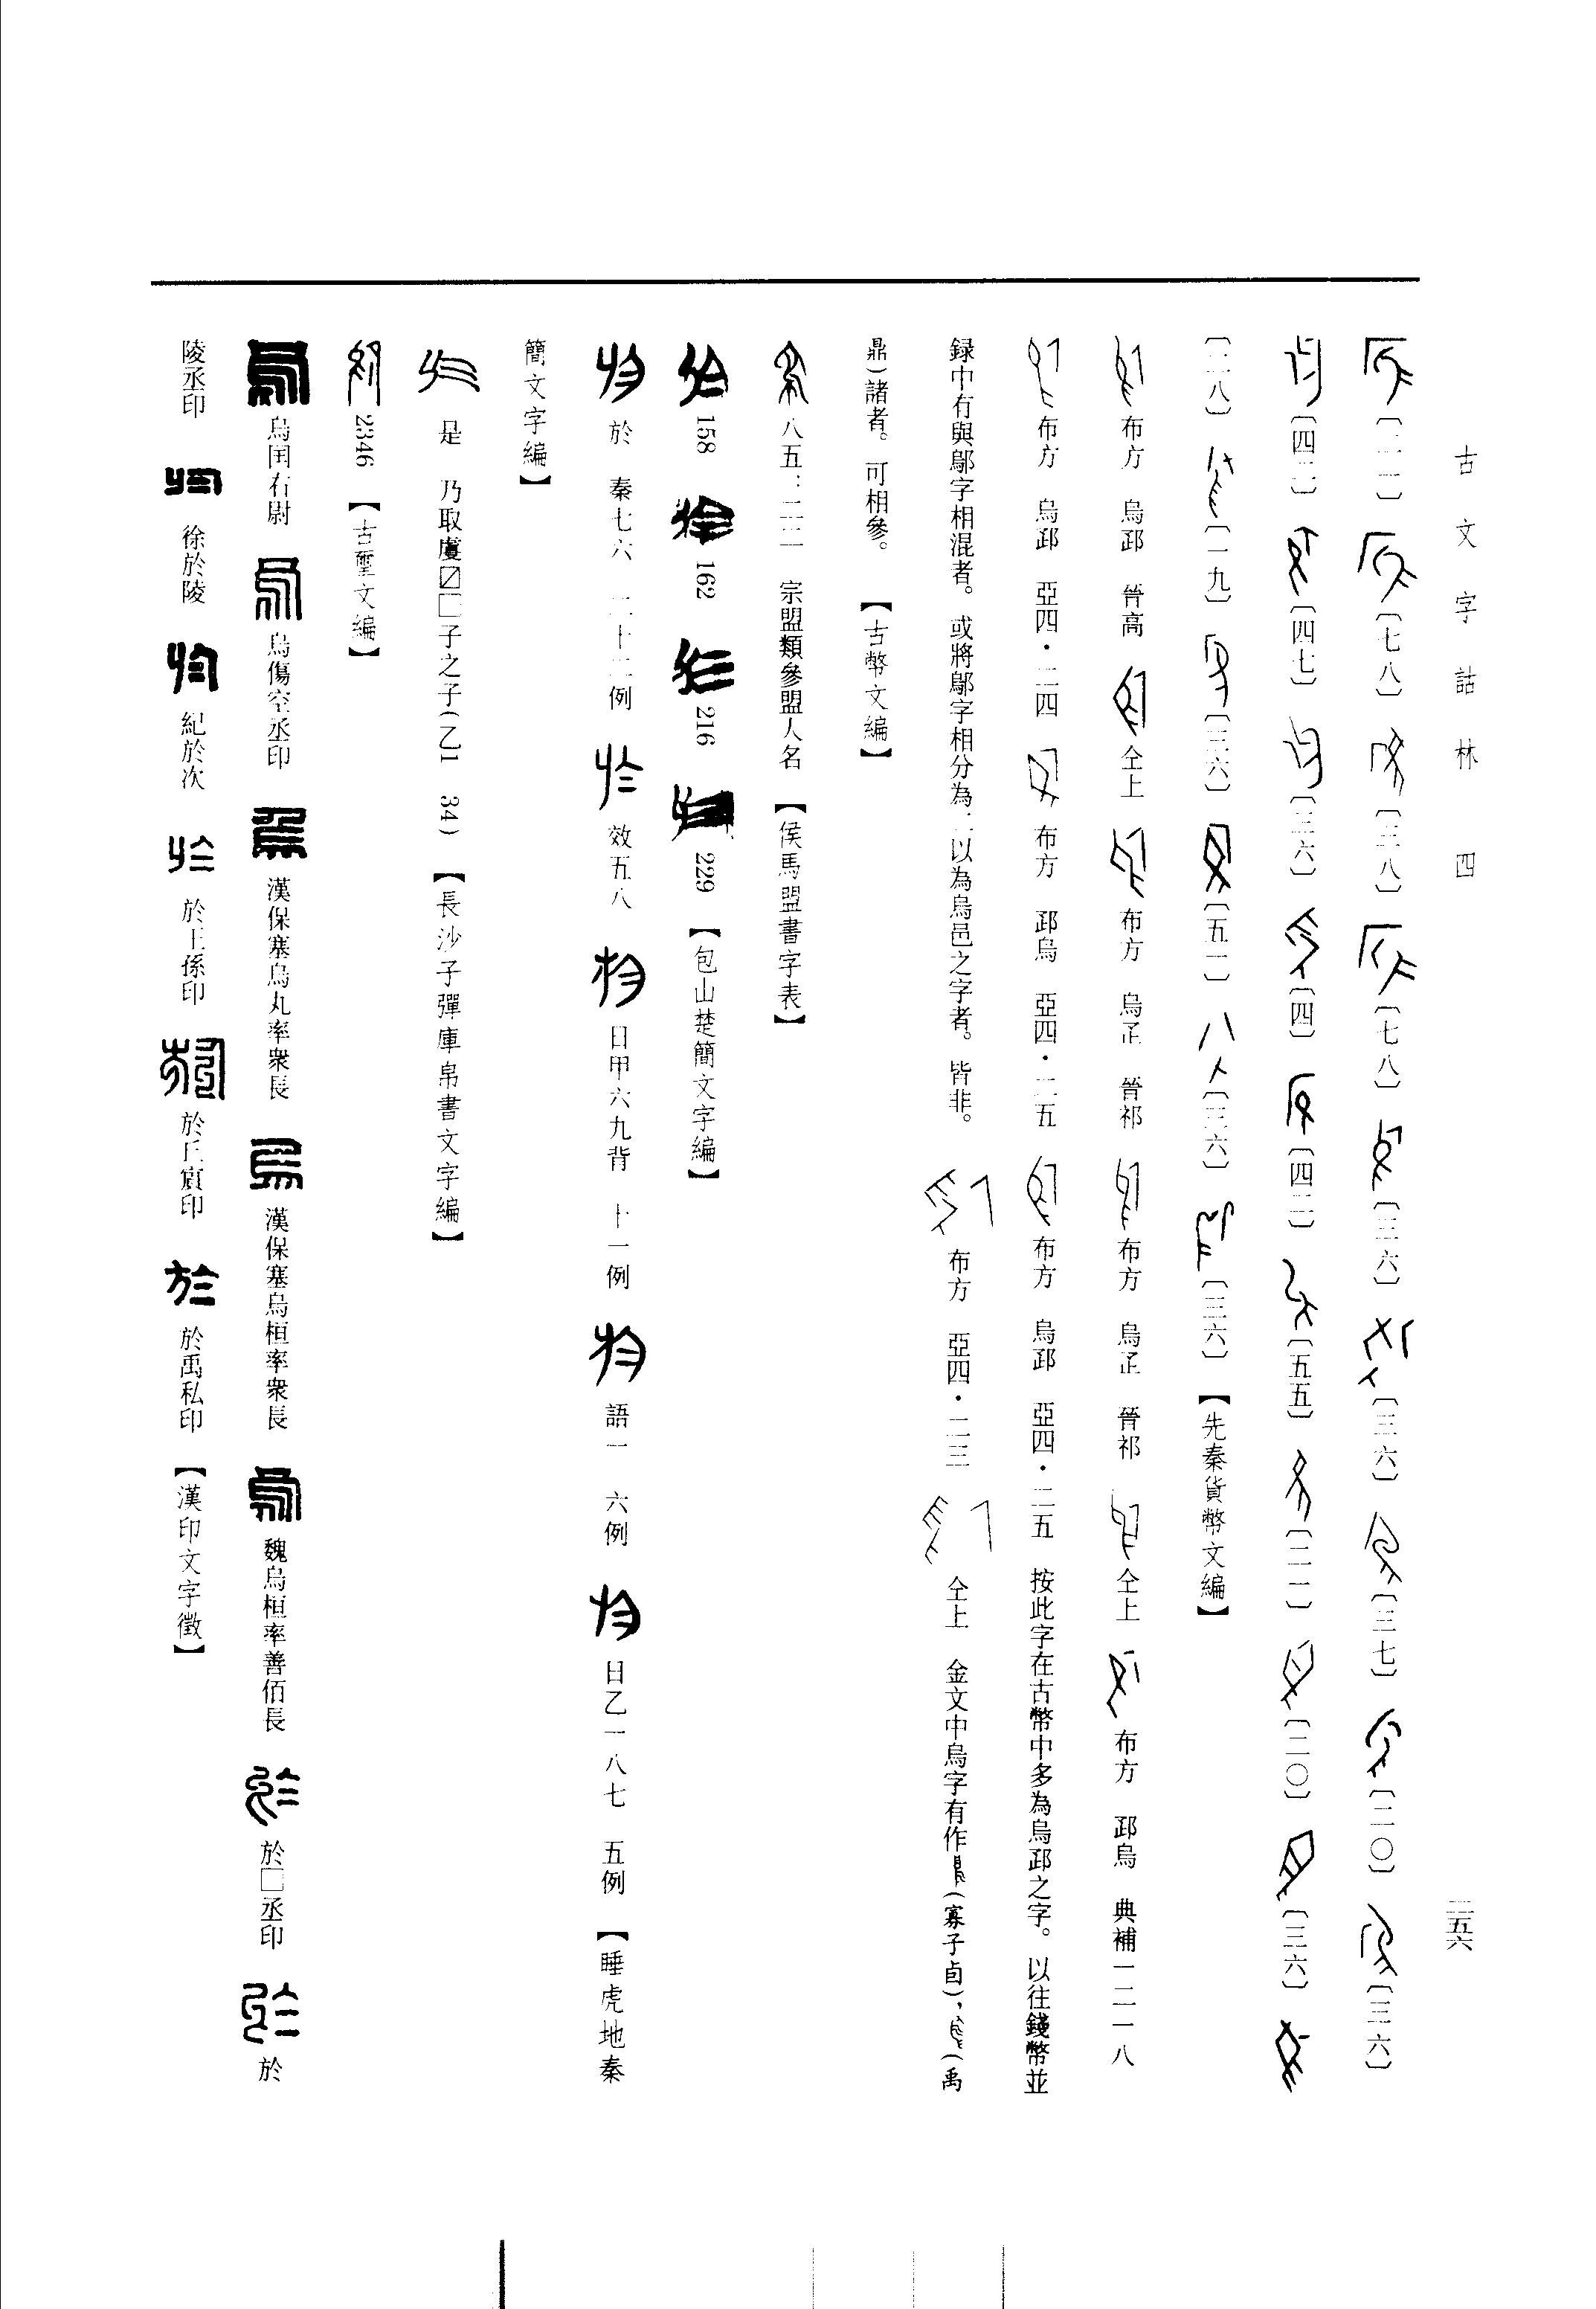 古文字詁林 四
二五六
〔二一〕 〔七八〕 〔三八〕 〔七八〕 〔三六〕 〔三六〕 〔三七〕 〔二〇〕 〔三六〕
〔四二〕 〔四七〕 〔三六〕 〔四〕 〔四二〕 〔五五〕 〔二一〕 〔二〇〕 〔三六〕
〔二八〕 〔一九〕 〔三六〕 〔五一〕 〔三六〕 〔三六〕 【先秦貨幣文編】
布方 烏邳 晉高 仝上 布方 烏疋 晉祁 布方 烏疋 晉祁 仝上 布方 邳烏 典補一二一八
布方 烏邳 亞四・二四 布方 邳烏 亞四・二五 布方 烏邳 亞四・二五 按此字在古幣中多為烏邳之字。以往錢幣並
録中有與鄔字相混者。或將鄔字相分為二以為烏邑之字者。皆非。 布方 亞四・二三 仝上 金文中烏字有作(寡子卣)，(禹
鼎)諸者。可相參。 【古幣文編】
八五：二二 宗盟類參盟人名 【侯馬盟書字表】
158 162 216 229 【包山楚簡文字編】
於 秦七六 二十二例 效五八 日甲六九背 十一例 語一 六例 日乙一八七 五例 【睡虎地秦
簡文字編】
是 乃取䖒〼□子之子(乙1 34) 【長沙子彈庫帛書文字編】
2346 【古璽文編】
烏閏右尉 烏傷空丞印 漢保塞烏丸率衆長 漢保塞烏桓率衆長 魏烏桓率善佰長 於□丞印 於
陵丞印 徐於陵 紀於次 於王孫印 於丘賓印 於禹私印 【漢印文字徵】